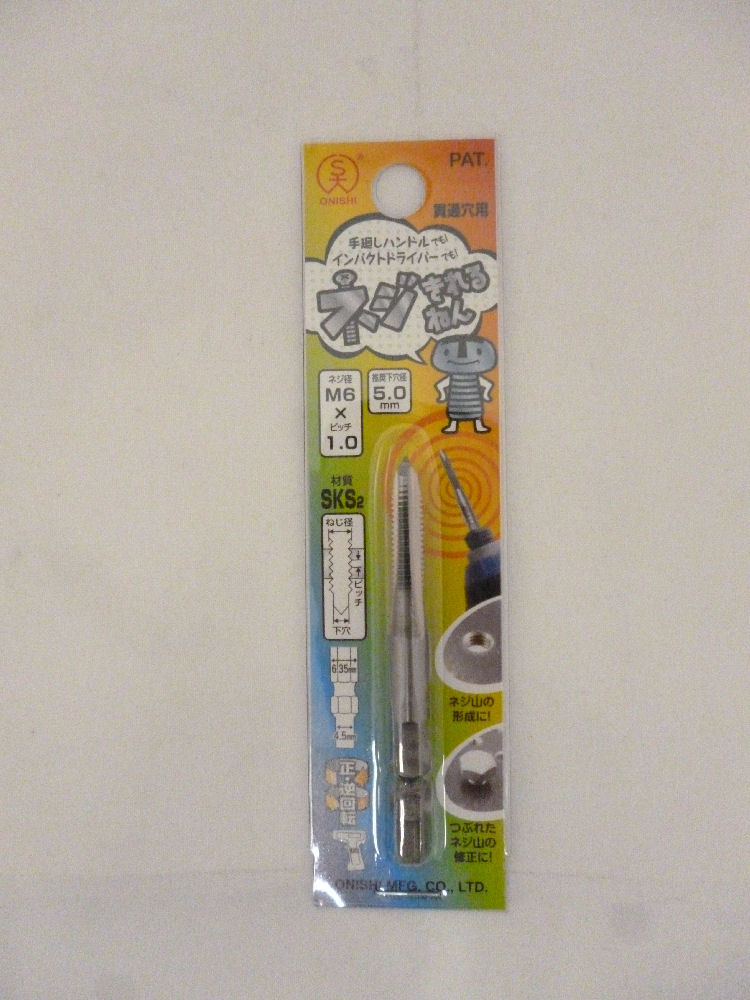 PAT.
ONISHI
貫通穴用
手廻しハンドルでも!
インパクトドライバーでも!
ネジきれる
ねん
ネジ径
M6
×
ピッチ
1.0
推奨下穴径
5.0
mm
材質
SKS2
ねじ径
ピッチ
下穴
6.35mm
4.5mm
正・逆回転
ネジ山の
形成に!
つぶれた
ネジ山の
修正に!
ONISHI MFG. CO., LTD.